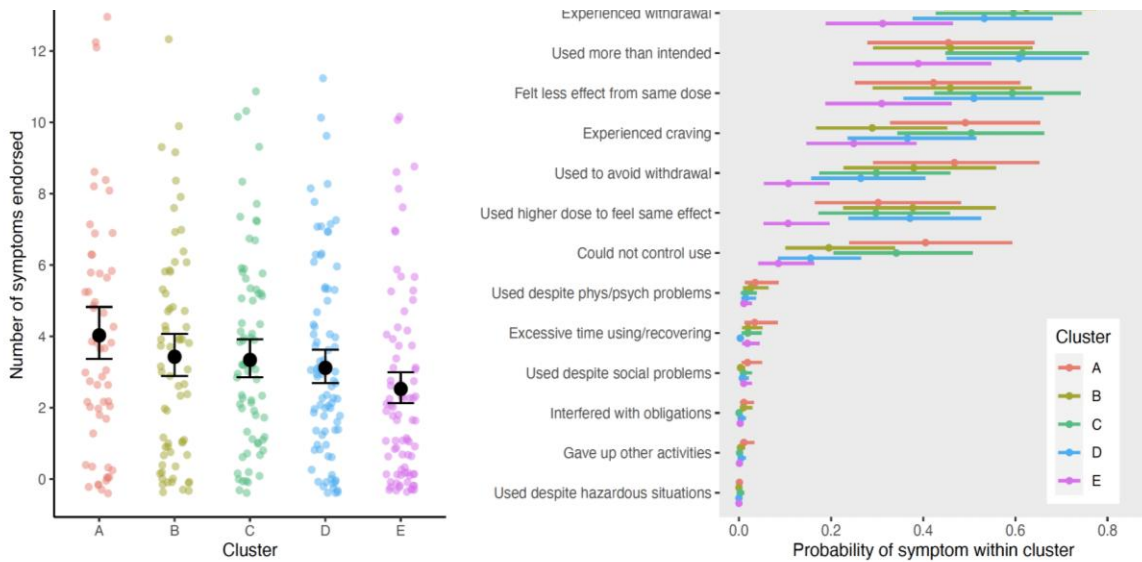 12
10
8
6
4
2
0
Number of symptoms endorsed
A B C D E
Cluster
Experienced withdrawal
Used more than intended
Felt less effect from same dose
Experienced craving
Used to avoid withdrawal
Used higher dose to feel same effect
Could not control use
Used despite phys/psych problems
Excessive time using/recovering
Used despite social problems
Interfered with obligations
Gave up other activities
Used despite hazardous situations
Cluster
A
B
C
D
E
0.0 0.2 0.4 0.6 0.8
Probability of symptom within cluster